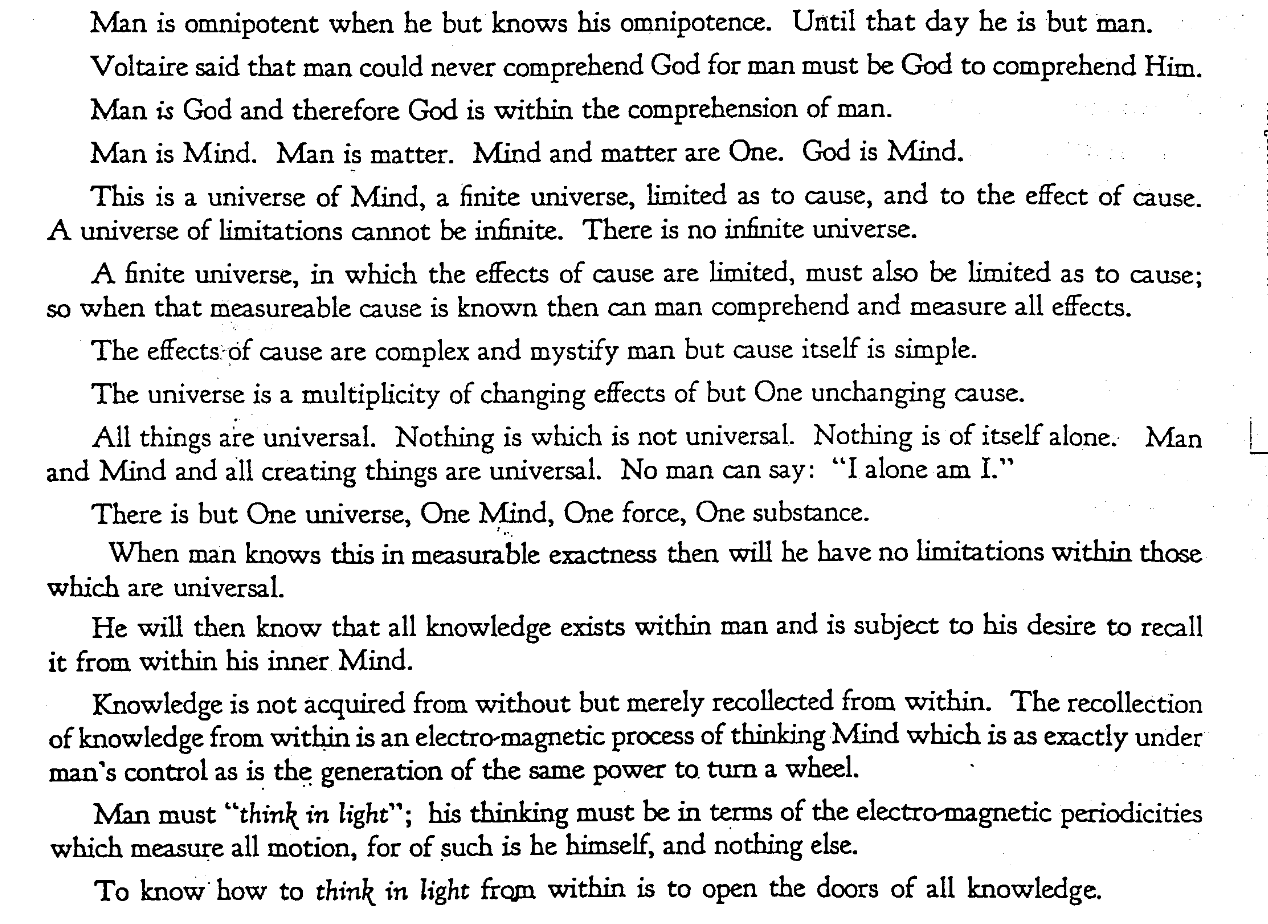 Man is omnipotent when he but knows his omnipotence. Until that day he is but man.
Voltaire said that man could never comprehend God for man must be God to comprehend Him.
Man is God and therefore God is within the comprehension of man.
Man is Mind. Man is matter. Mind and matter are One. God is Mind.
This is a universe of Mind, a finite universe, limited as to cause, and to the effect of cause.
A universe of limitations cannot be infinite. There is no infinite universe.
A finite universe, in which the effects of cause are limited, must also be limited as to cause;
so when that measureable cause is known then can man comprehend and measure all effects.
The effects of cause are complex and mystify man but cause itself is simple.
The universe is a multiplicity of changing effects of but One unchanging cause.
All things are universal. Nothing is which is not universal. Nothing is of itself alone. Man
and Mind and all creating things are universal. No man can say: "I alone am I."
There is but One universe, One Mind, One force, One substance.
When man knows this in measurable exactness then will he have no limitations within those
which are universal.
He will then know that all knowledge exists within man and is subject to his desire to recall
it from within his inner Mind.
Knowledge is not acquired from without but merely recollected from within. The recollection
of knowledge from within is an electro-magnetic process of thinking Mind which is as exactly under
man's control as is the generation of the same power to turn a wheel.
Man must "think in light"; his thinking must be in terms of the electro-magnetic periodicities
which measure all motion, for of such is he himself, and nothing else.
To know how to think in light from within is to open the doors of all knowledge.